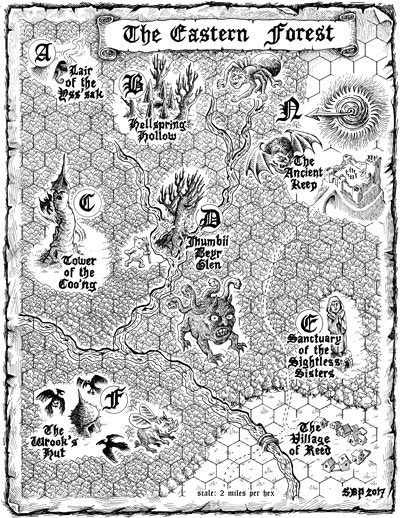 The Eastern Forest
A
Lair
of the
Yss'sak
B
Hellspring
Hollow
N
The
Ancient
Keep
C
Tower
of the
Coo'ng
D
Jhumbii
Beyr
Glen
E
Sanctuary
of the
Sightless
Sisters
F
The
Wrook's
Hut
The
Village
of Reed
scale: 2 miles per hex
SBP 2017